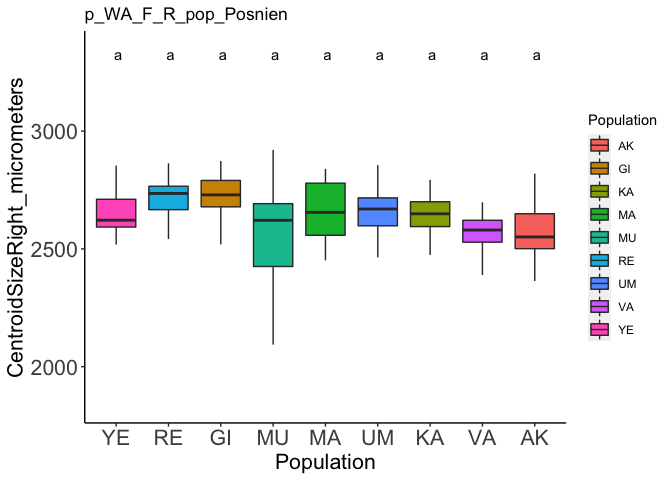 p_WA_F_R_pop_Posnien
a a a a a a a a a
CentroidSizeRight_micrometers
3000
2500
2000
YE RE GI MU MA UM KA VA AK
Population
Population
AK
GI
KA
MA
MU
RE
UM
VA
YE